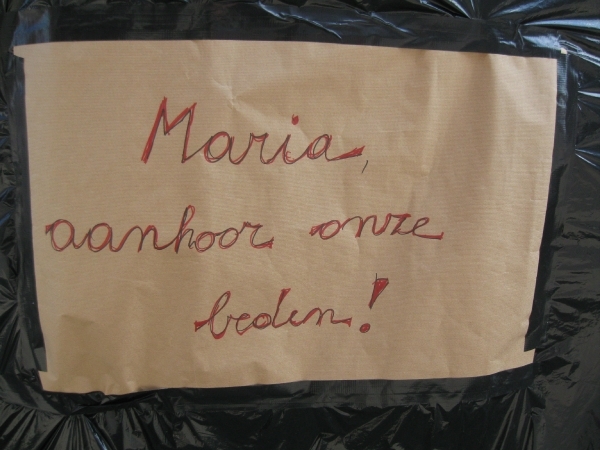 Maria,
aanhoor onze
beden!